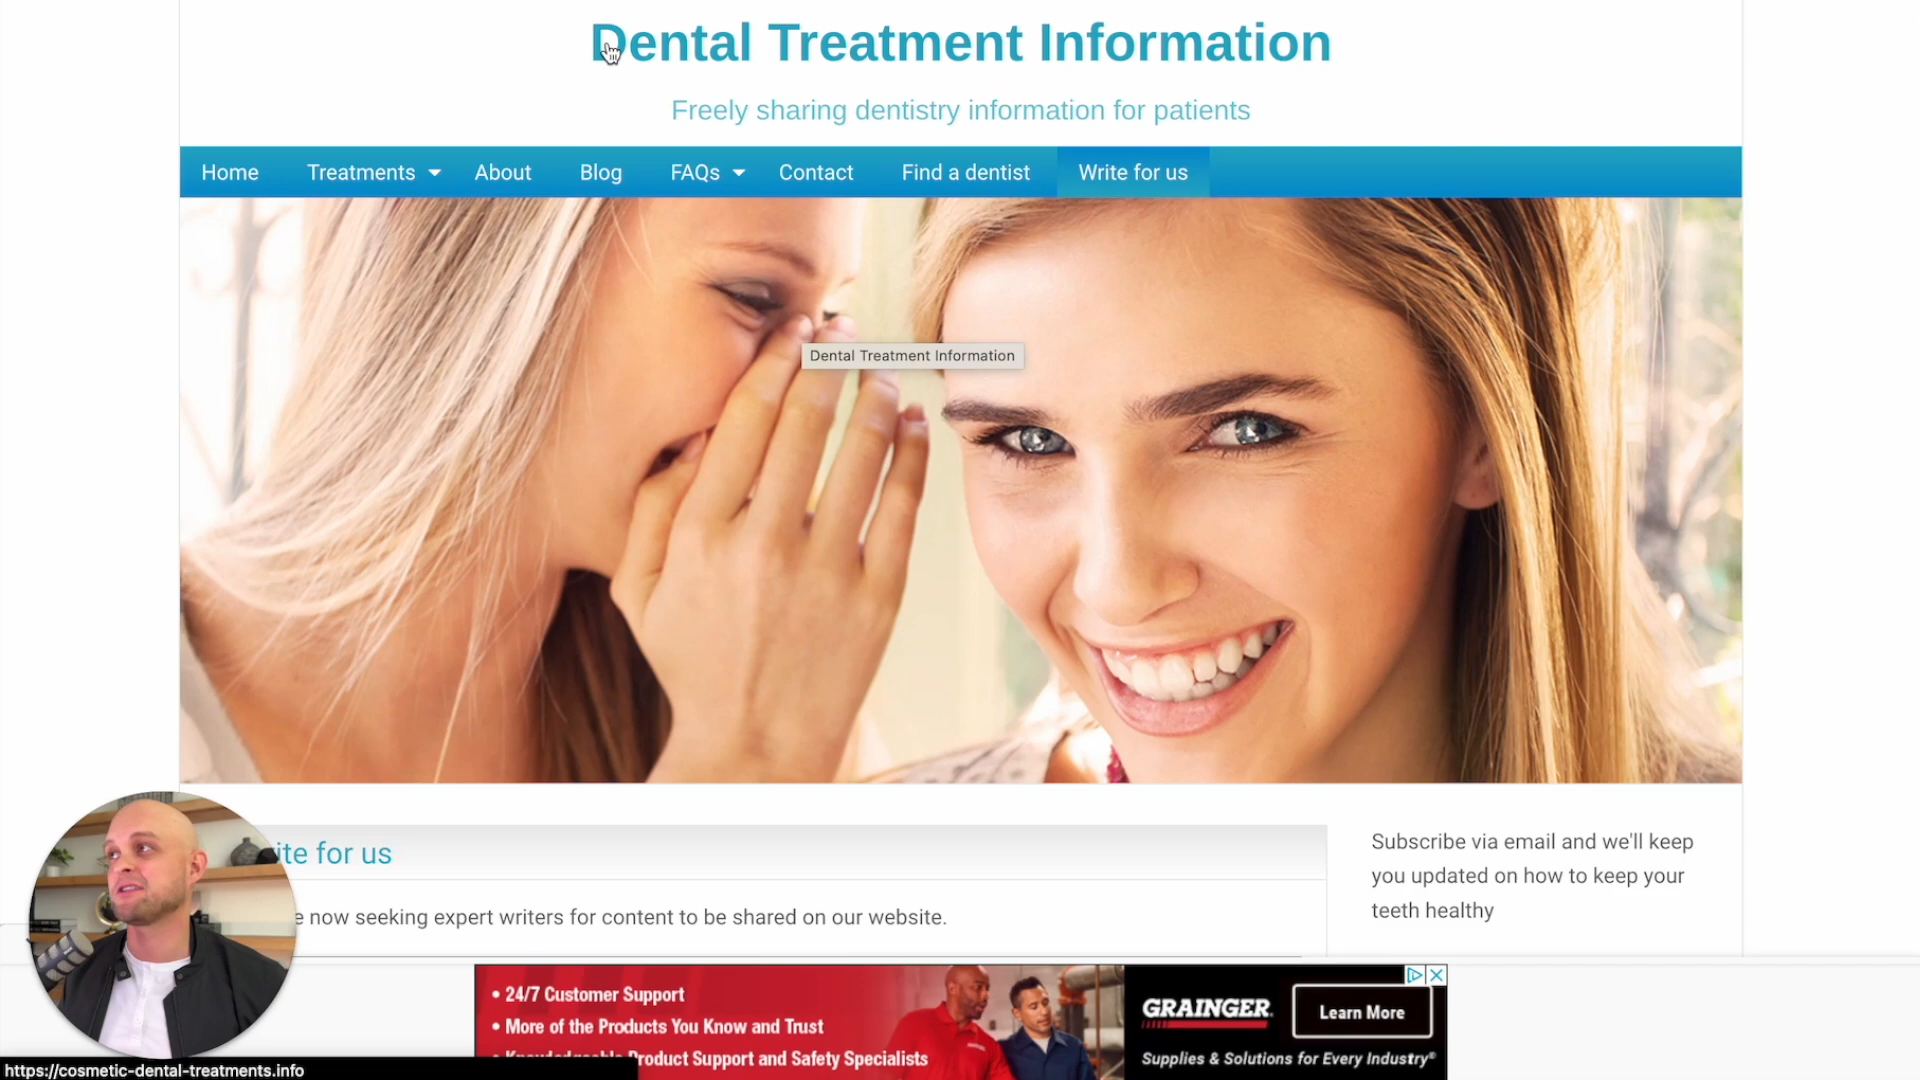 Dental Treatment Information
Freely sharing dentistry information for patients
Home Treatments About Blog FAQs Contact Find a dentist Write for us
Dental Treatment Information
ite for us
e now seeking expert writers for content to be shared on our website.
Subscribe via email and we'll keep
you updated on how to keep your
teeth healthy
• 24/7 Customer Support
• More of the Products You Know and Trust
• Knowledgeable Product Support and Safety Specialists
GRAINGER
Learn More
Supplies & Solutions for Every Industry®
https://cosmetic-dental-treatments.info